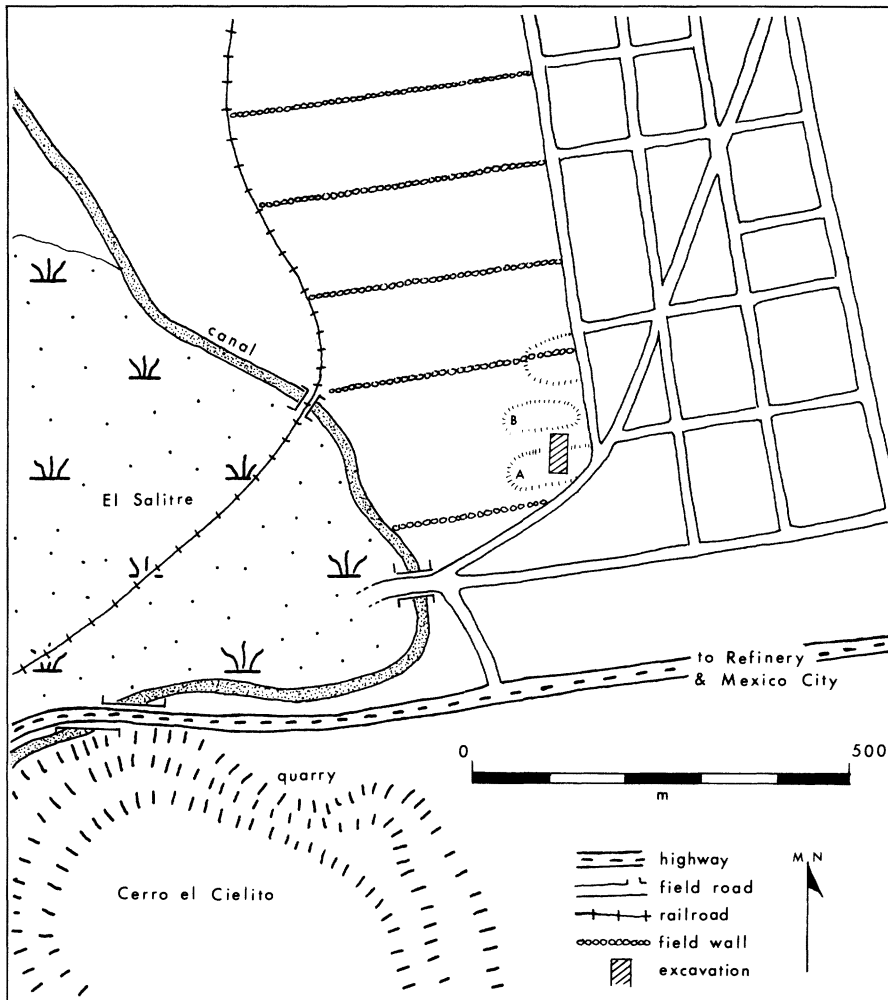 canal
B
A
El Salitre
to Refinery
& Mexico City
0 500
m
quarry
Cerro el Cielito
highway
M N
field road
railroad
field wall
excavation